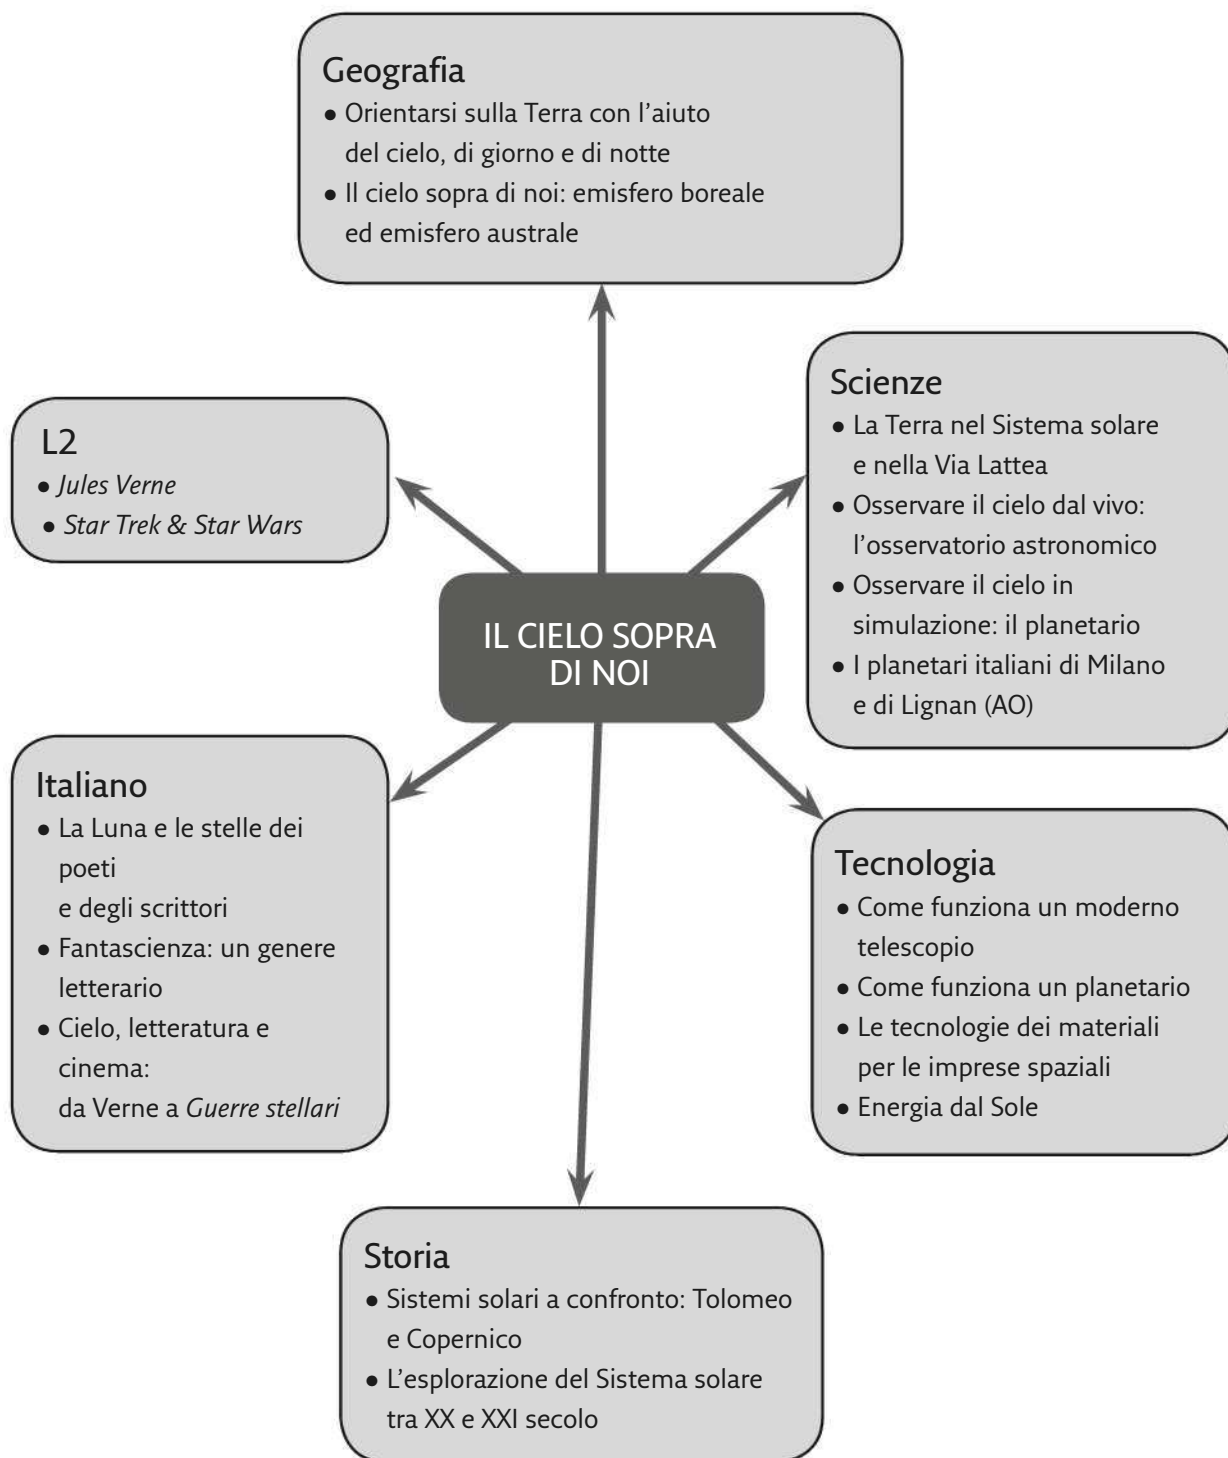 Geografia
● Orientarsi sulla Terra con l’aiuto
del cielo, di giorno e di notte
● Il cielo sopra di noi: emisfero boreale
ed emisfero australe
L2
● Jules Verne
● Star Trek & Star Wars
Scienze
● La Terra nel Sistema solare
e nella Via Lattea
● Osservare il cielo dal vivo:
l’osservatorio astronomico
● Osservare il cielo in
simulazione: il planetario
● I planetari italiani di Milano
e di Lignan (AO)
IL CIELO SOPRA
DI NOI
Italiano
● La Luna e le stelle dei
poeti
e degli scrittori
● Fantascienza: un genere
letterario
● Cielo, letteratura e
cinema:
da Verne a Guerre stellari
Tecnologia
● Come funziona un moderno
telescopio
● Come funziona un planetario
● Le tecnologie dei materiali
per le imprese spaziali
● Energia dal Sole
Storia
● Sistemi solari a confronto: Tolomeo
e Copernico
● L’esplorazione del Sistema solare
tra XX e XXI secolo